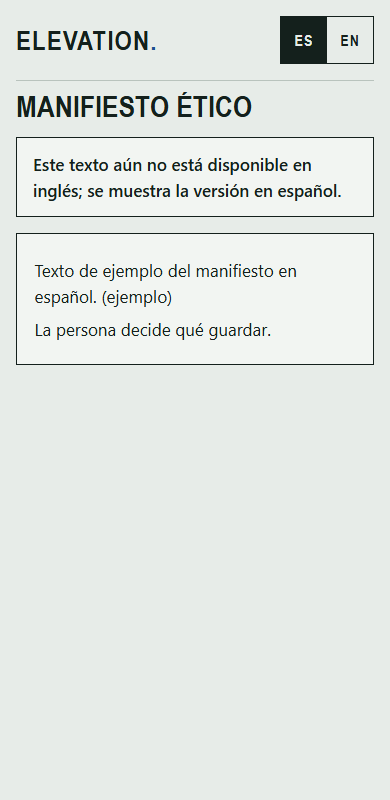 ELEVATION.
ES EN
MANIFIESTO ÉTICO
Este texto aún no está disponible en
inglés; se muestra la versión en español.
Texto de ejemplo del manifiesto en
español. (ejemplo)
La persona decide qué guardar.